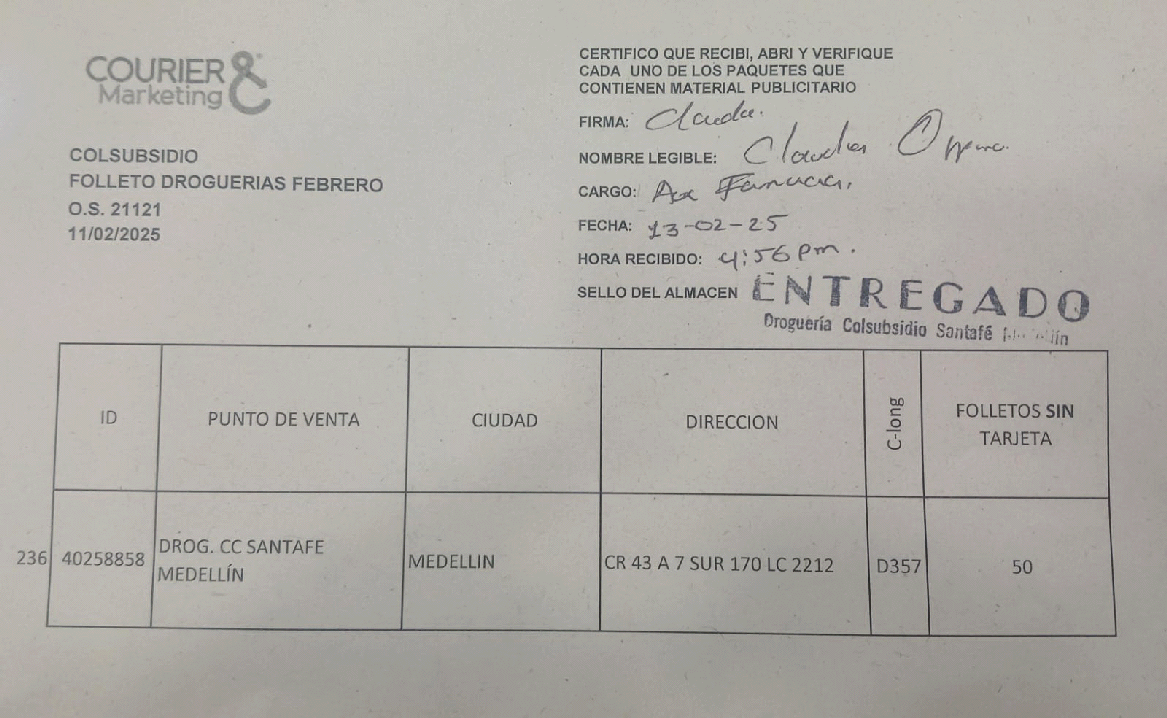 COURIER &
Marketing
COLSUBSIDIO
FOLLETO DROGUERIAS FEBRERO
O.S. 21121
11/02/2025
CERTIFICO QUE RECIBI, ABRI Y VERIFIQUE
CADA UNO DE LOS PAQUETES QUE
CONTIENEN MATERIAL PUBLICITARIO
FIRMA: Claudia.
NOMBRE LEGIBLE: Claudia
CARGO: Aux
FECHA: 13-02-25
HORA RECIBIDO: 4:56 pm.
SELLO DEL ALMACEN ENTREGADO
Droguería Colsubsidio Santafé
ID PUNTO DE VENTA CIUDAD DIRECCION C-long FOLLETOS SIN
TARJETA
236 40258858 DROG. CC SANTAFE
MEDELLÍN MEDELLIN CR 43 A 7 SUR 170 LC 2212 D357 50